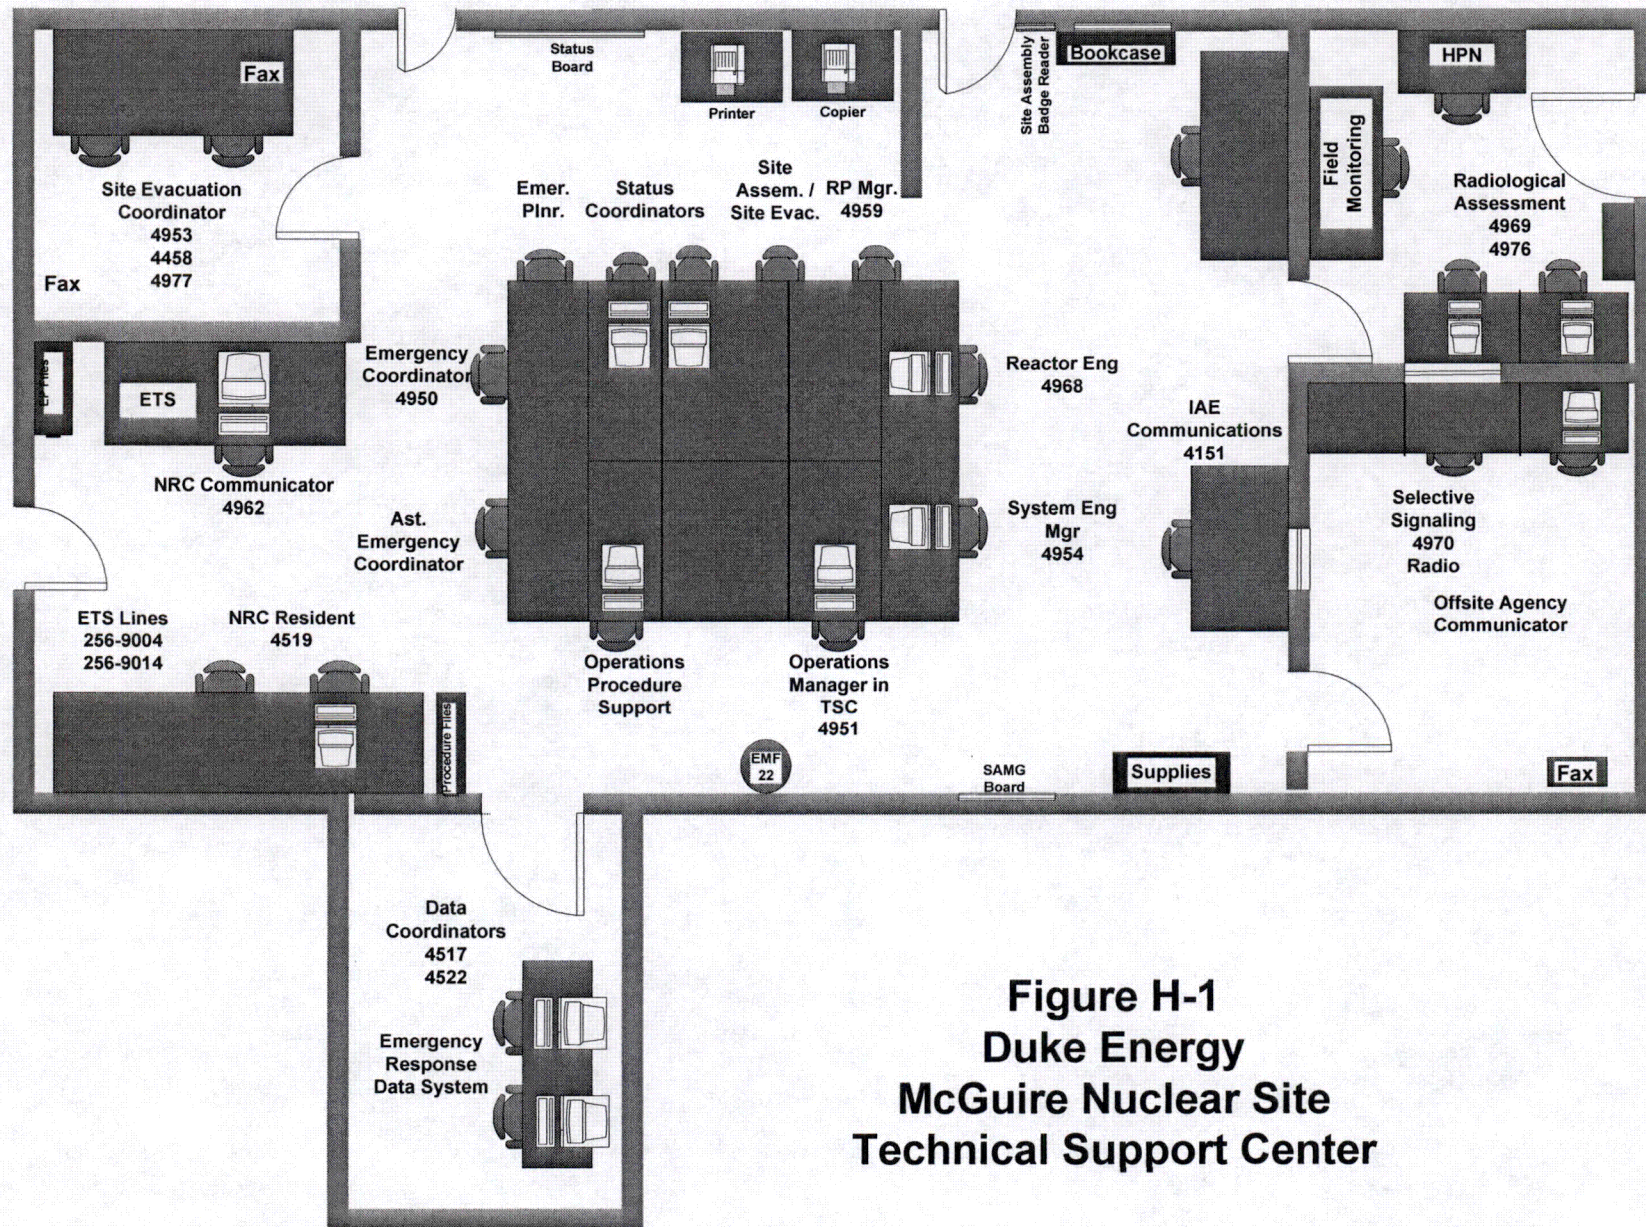 Fax
Site Evacuation
Coordinator
4953
4458
4977
Fax
Status
Board
Printer
Copier
Site Assembly
Badge Reader
Bookcase
HPN
Field
Monitoring
Radiological
Assessment
4969
4976
Emer.
Plnr.
Status
Coordinators
Site
Assem. /
Site Evac.
RP Mgr.
4959
EP Files
ETS
NRC Communicator
4962
Emergency
Coordinator
4950
Ast.
Emergency
Coordinator
Reactor Eng
4968
System Eng
Mgr
4954
IAE
Communications
4151
Selective
Signaling
4970
Radio
Offsite Agency
Communicator
ETS Lines
256-9004
256-9014
NRC Resident
4519
Procedure Files
Operations
Procedure
Support
Operations
Manager in
TSC
4951
EMF
22
SAMG
Board
Supplies
Fax
Data
Coordinators
4517
4522
Emergency
Response
Data System
Figure H-1
Duke Energy
McGuire Nuclear Site
Technical Support Center